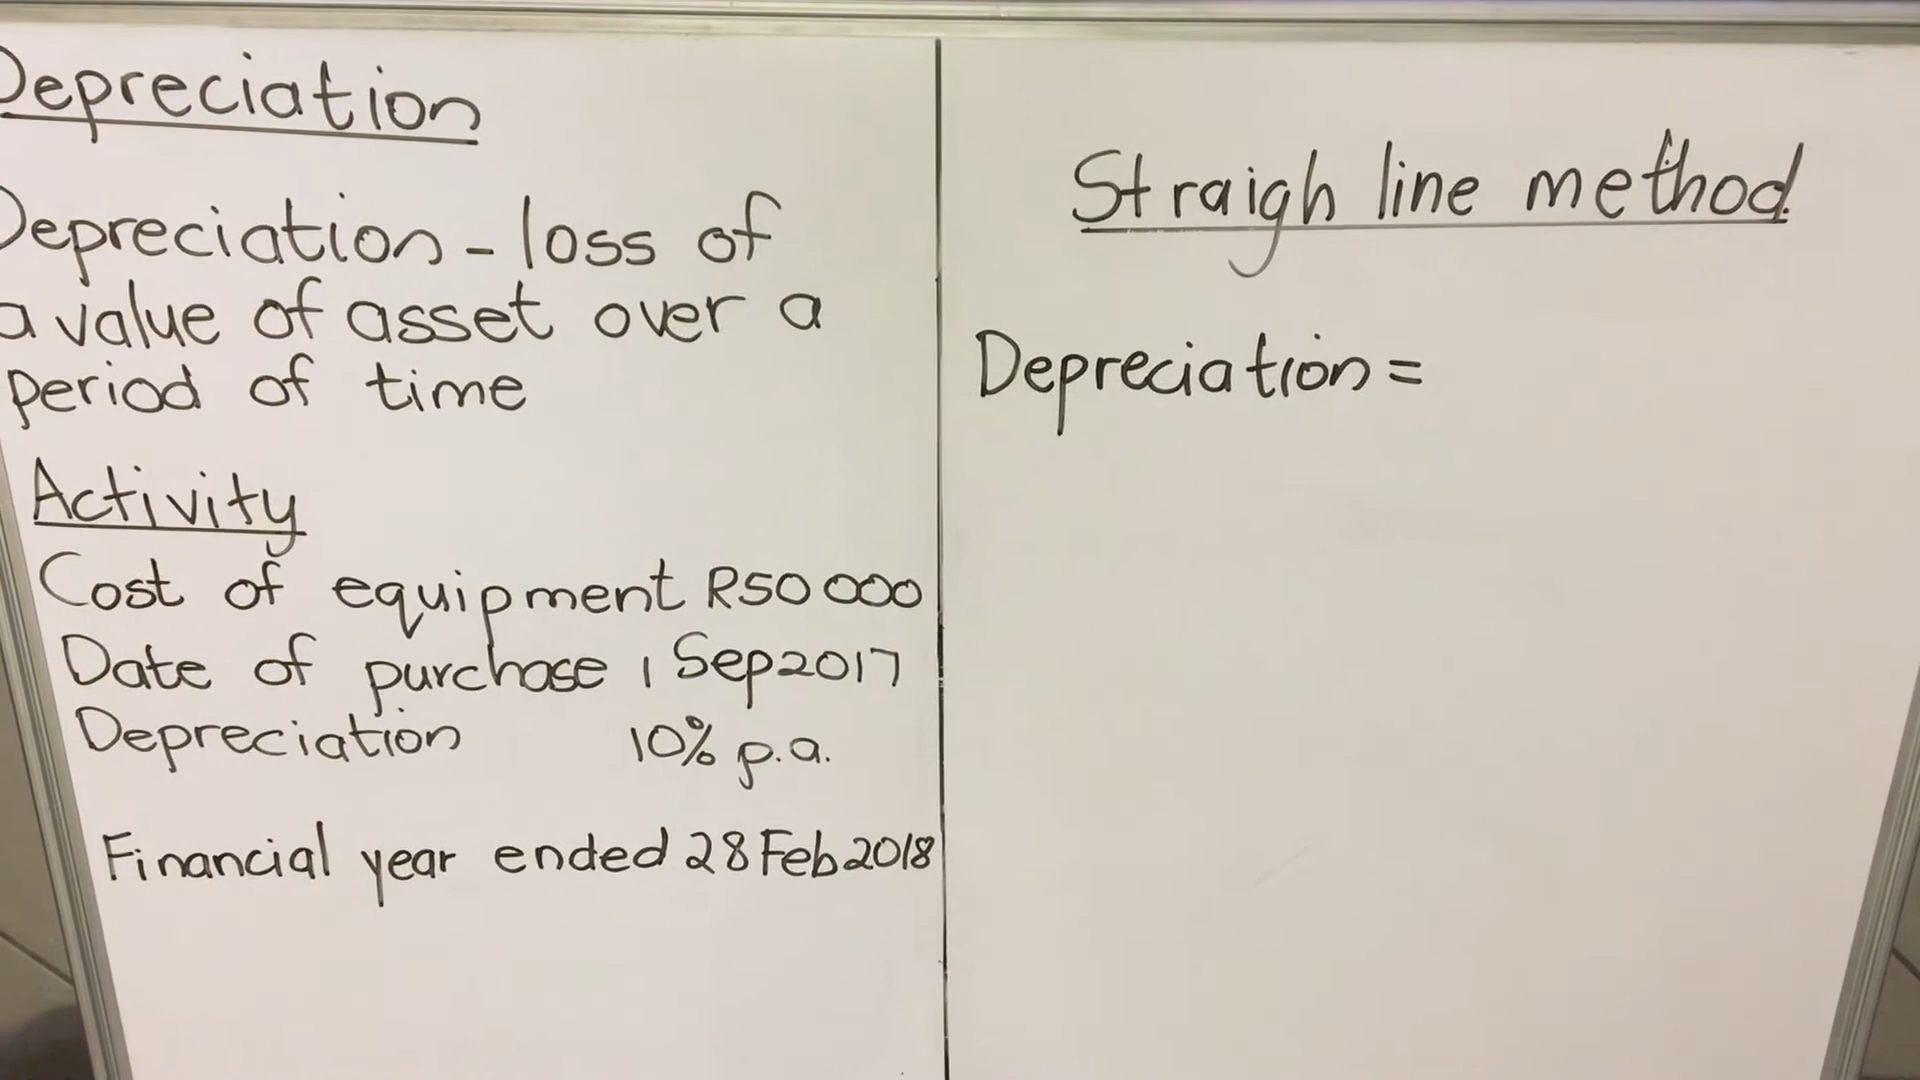 Depreciation
Depreciation - loss of
a value of asset over a
period of time
Activity
Cost of equipment R50 000
Date of purchase 1 Sep 2017
Depreciation 10% p.a.
Financial year ended 28 Feb 2018
Straigh line method
Depreciation =